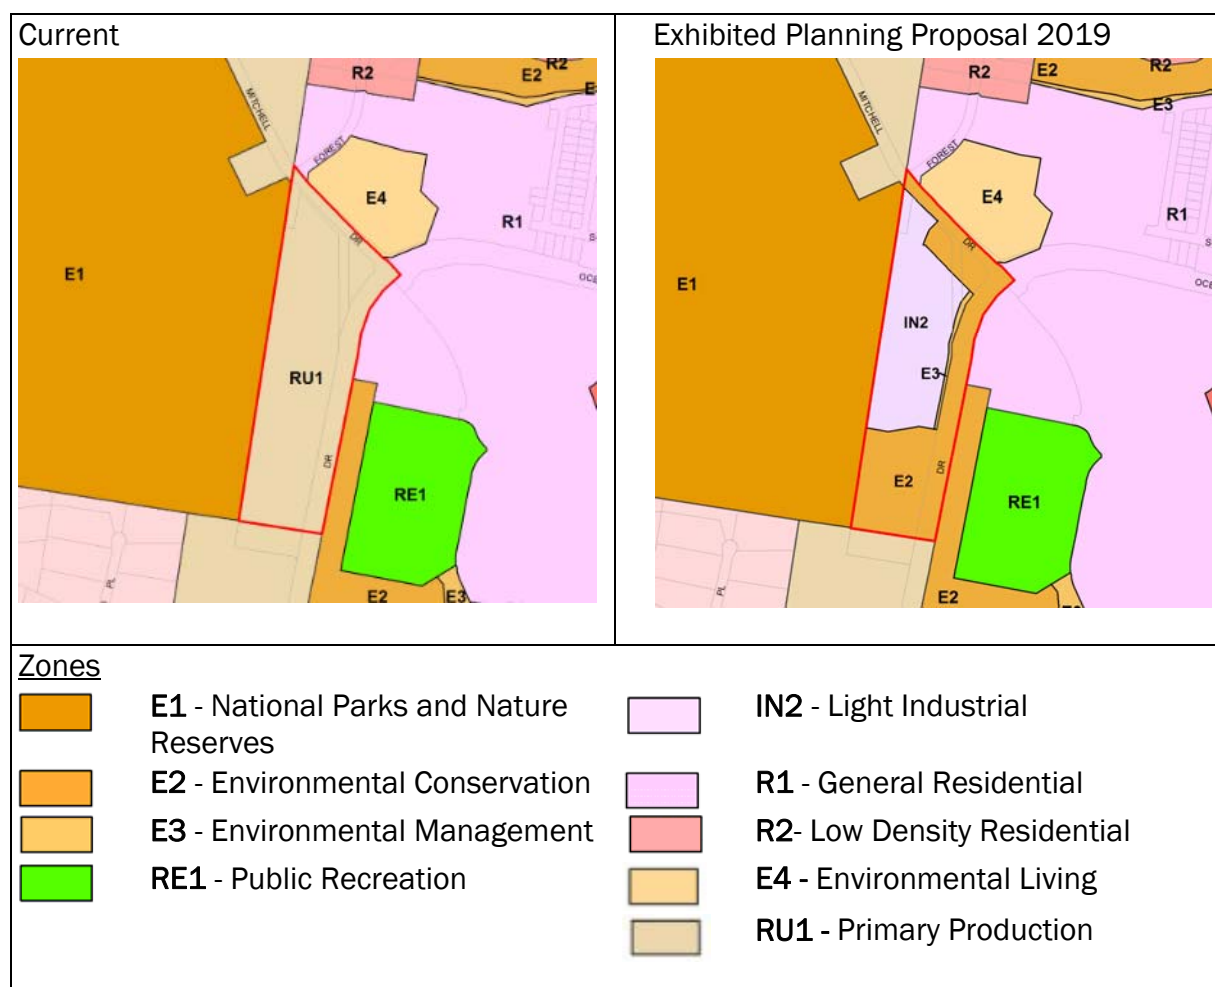 Current
R2
E2
R2
E
MITCHELL
FOREST
E4
R1
DR
S
OCE
E1
RU1
DR
RE1
PL
E2
E3
Exhibited Planning Proposal 2019
R2
E2
R2
E3
MITCHELL
FOREST
E4
R1
DR
S
OCE
E1
IN2
E3
DR
E2
RE1
PL
E2
Zones
E1 - National Parks and Nature
Reserves
E2 - Environmental Conservation
E3 - Environmental Management
RE1 - Public Recreation
IN2 - Light Industrial
R1 - General Residential
R2- Low Density Residential
E4 - Environmental Living
RU1 - Primary Production